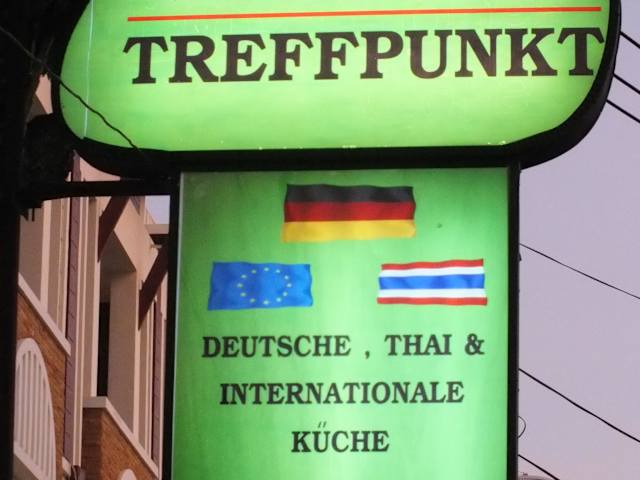 TREFFPUNKT
DEUTSCHE , THAI &
INTERNATIONALE
KÜCHE